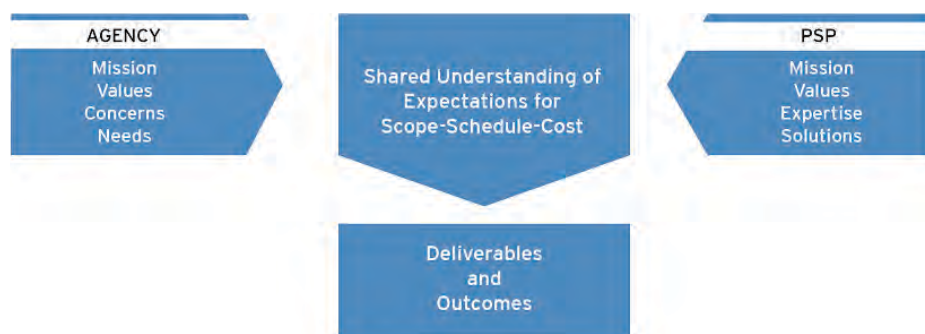 AGENCY
Mission
Values
Concerns
Needs
Shared Understanding of
Expectations for
Scope-Schedule-Cost
PSP
Mission
Values
Expertise
Solutions
Deliverables
and
Outcomes